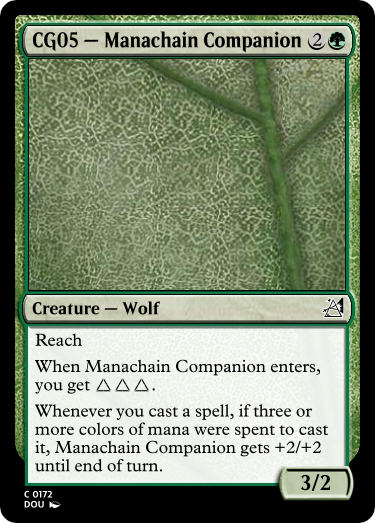 CG05 — Manachain Companion 2
Creature — Wolf
Reach
When Manachain Companion enters,
you get △△△.
Whenever you cast a spell, if three or
more colors of mana were spent to cast
it, Manachain Companion gets +2/+2
until end of turn.
3/2
C 0172
DOU